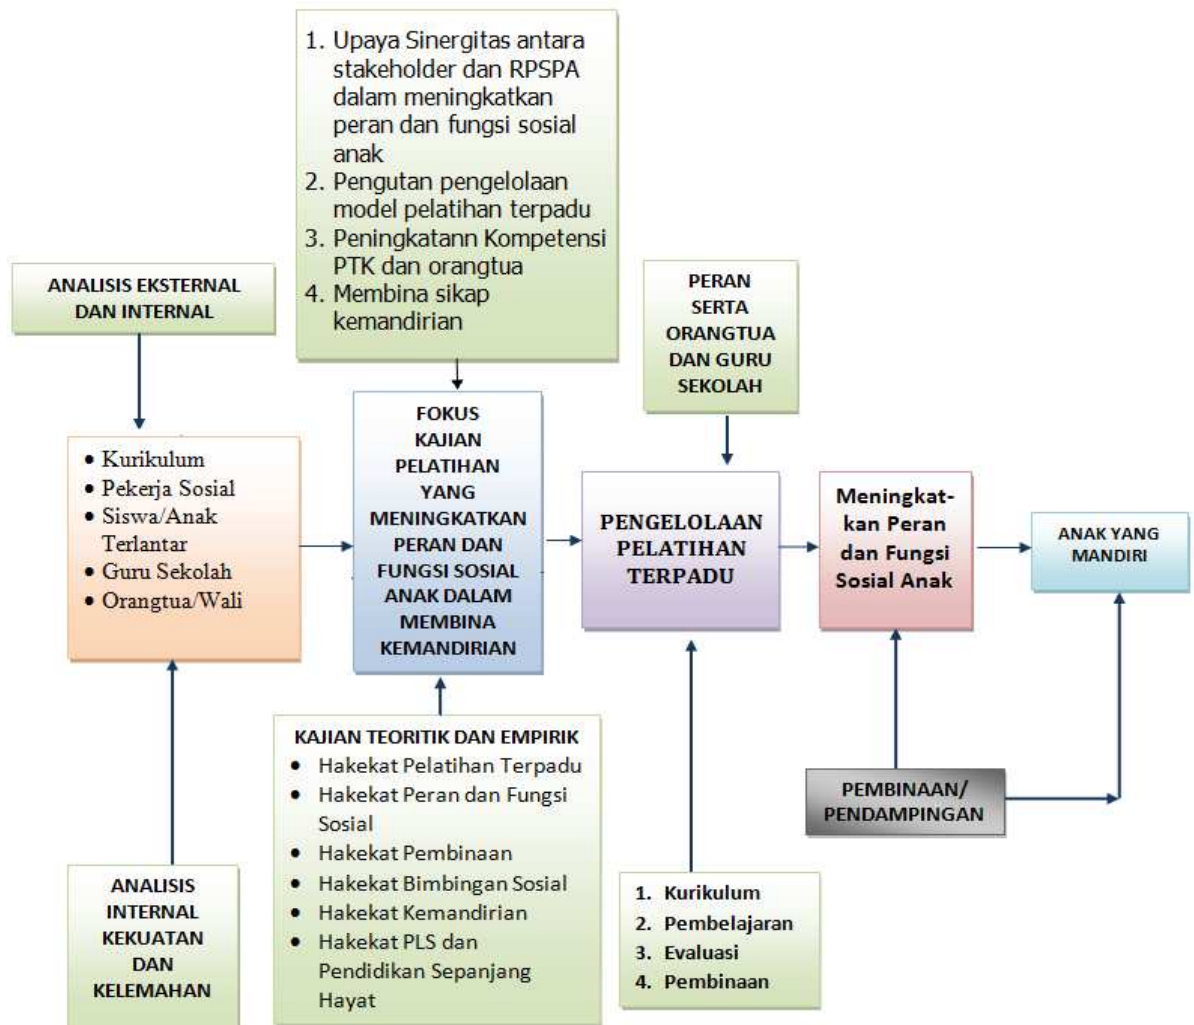 1. Upaya Sinergitas antara
stakeholder dan RPSPA
dalam meningkatkan
peran dan fungsi sosial
anak
2. Pengutan pengelolaan
model pelatihan terpadu
3. Peningkatann Kompetensi
PTK dan orangtua
4. Membina sikap
kemandirian
ANALISIS EKSTERNAL
DAN INTERNAL
PERAN
SERTA
ORANGTUA
DAN GURU
SEKOLAH
• Kurikulum
• Pekerja Sosial
• Siswa/Anak
Terlantar
• Guru Sekolah
• Orangtua/Wali
FOKUS
KAJIAN
PELATIHAN
YANG
MENINGKATKAN
PERAN DAN
FUNGSI SOSIAL
ANAK DALAM
MEMBINA
KEMANDIRIAN
PENGELOLAAN
PELATIHAN
TERPADU
Meningkat-
kan Peran
dan Fungsi
Sosial Anak
ANAK YANG
MANDIRI
KAJIAN TEORITIK DAN EMPIRIK
• Hakekat Pelatihan Terpadu
• Hakekat Peran dan Fungsi
Sosial
• Hakekat Pembinaan
• Hakekat Bimbingan Sosial
• Hakekat Kemandirian
• Hakekat PLS dan
Pendidikan Sepanjang
Hayat
PEMBINAAN/
PENDAMPINGAN
ANALISIS
INTERNAL
KEKUATAN
DAN
KELEMAHAN
1. Kurikulum
2. Pembelajaran
3. Evaluasi
4. Pembinaan